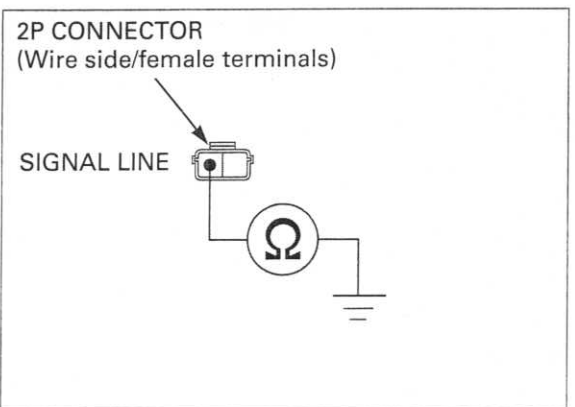 2P CONNECTOR
(Wire side/female terminals)
SIGNAL LINE
Ω